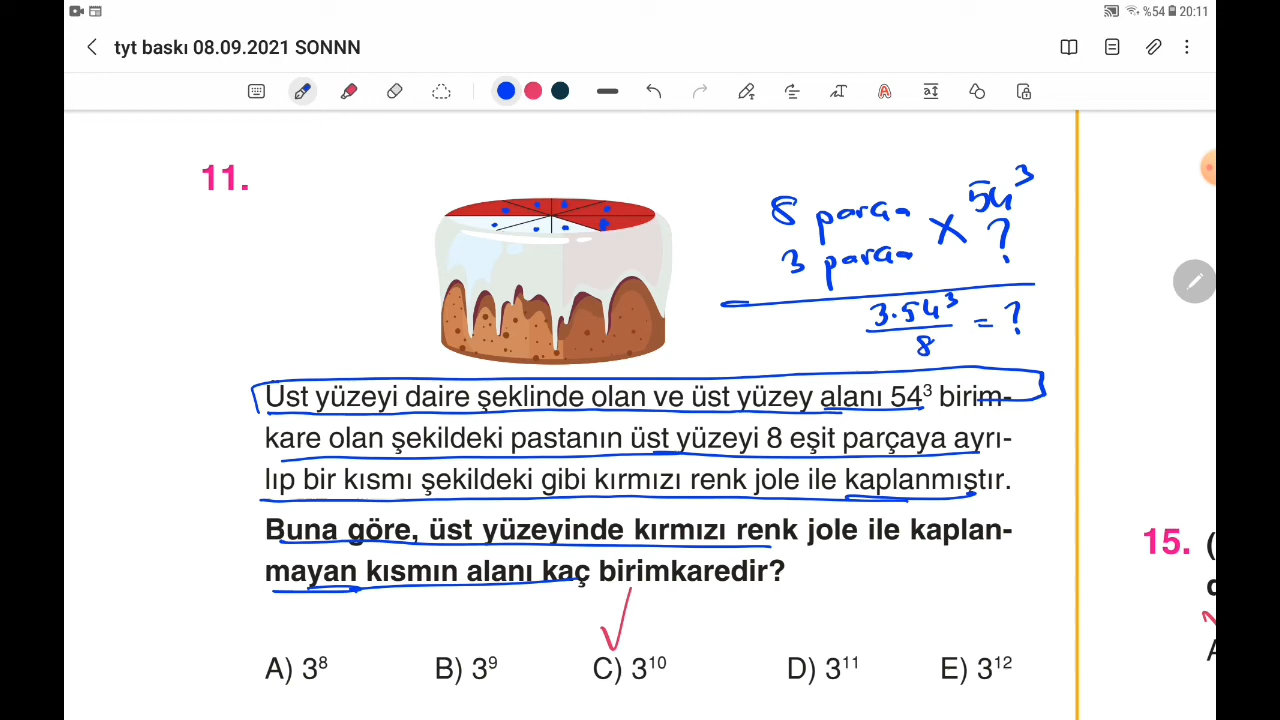 %54 20:11
tyt baskı 08.09.2021 SONNN
11.
8 parça 54³
3 parça ?
3.54³/8 = ?
Üst yüzeyi daire şeklinde olan ve üst yüzey alanı 54³ birim-
kare olan şekildeki pastanın üst yüzeyi 8 eşit parçaya ayrı-
lıp bir kısmı şekildeki gibi kırmızı renk jole ile kaplanmıştır.
Buna göre, üst yüzeyinde kırmızı renk jole ile kaplan-
mayan kısmın alanı kaç birimkaredir?
A) 3⁸ B) 3⁹ C) 3¹⁰ D) 3¹¹ E) 3¹²
15. (